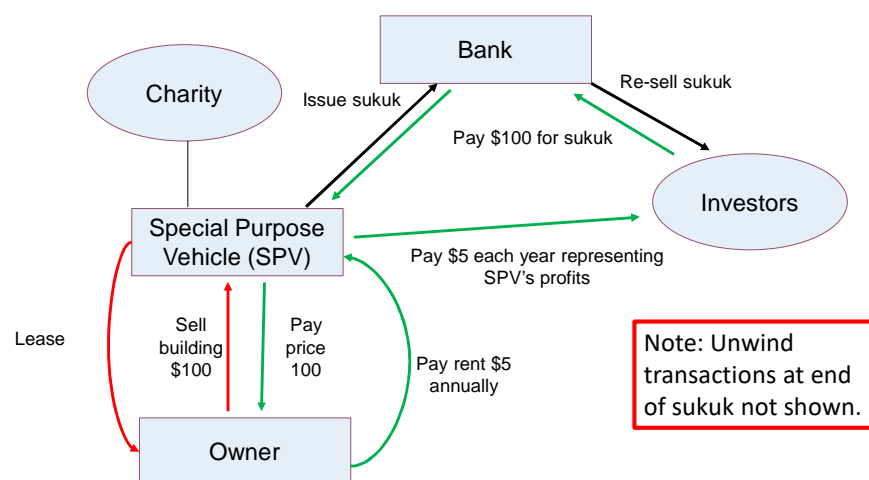 Bank
Charity
Issue sukuk
Re-sell sukuk
Pay $100 for sukuk
Investors
Special Purpose
Vehicle (SPV)
Pay $5 each year representing
SPV's profits
Lease
Sell
building
$100
Pay
price
100
Pay rent $5
annually
Note: Unwind
transactions at end
of sukuk not shown.
Owner